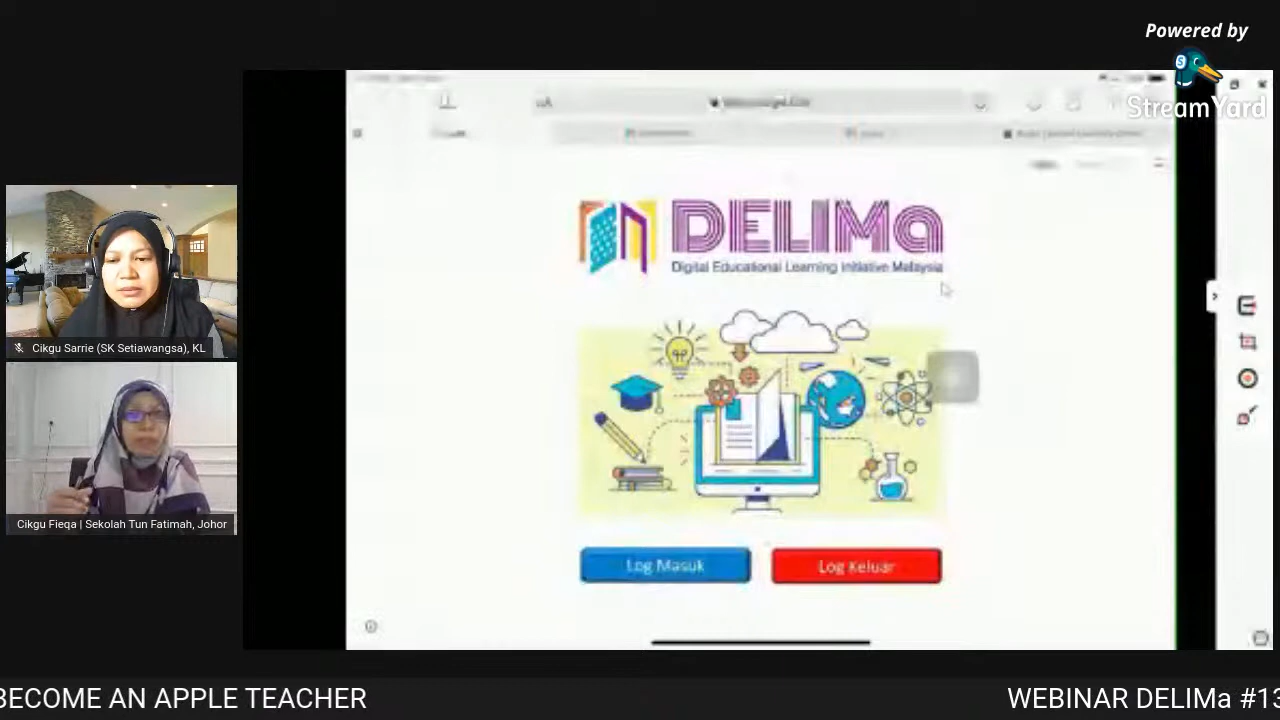 Powered by
StreamYard
DELIMa
Digital Educational Learning Initiative Malaysia
Cikgu Sarrie (SK Setiawangsa), KL
Cikgu Fieqa | Sekolah Tun Fatimah, Johor
Log Masuk
Log Keluar
BECOME AN APPLE TEACHER
WEBINAR DELIMa #13